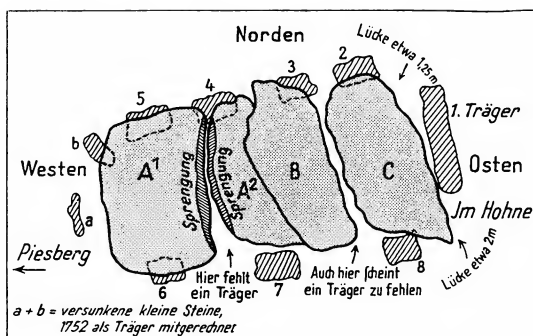 Norden
Lücke etwa 1,25m
2
3
4
5
1. Träger
b
Westen
A¹
Sprengung
Sprengung
A²
B
C
Osten
a
Jm Hohne
Piesberg
6
Hier fehlt
ein Träger
7
Auch hier scheint
ein Träger zu fehlen
8
Lücke etwa 2m
a + b = versunkene kleine Steine,
1752 als Träger mitgerechnet